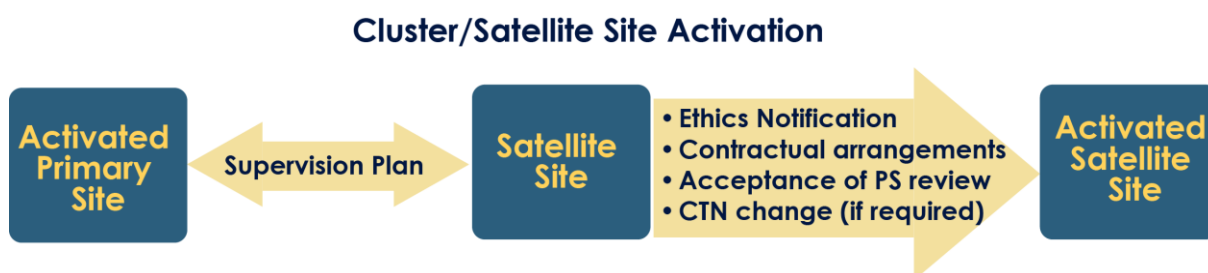 Cluster/Satellite Site Activation
Activated
Primary
Site
Supervision Plan
Satellite
Site
• Ethics Notification
• Contractual arrangements
• Acceptance of PS review
• CTN change (if required)
Activated
Satellite
Site